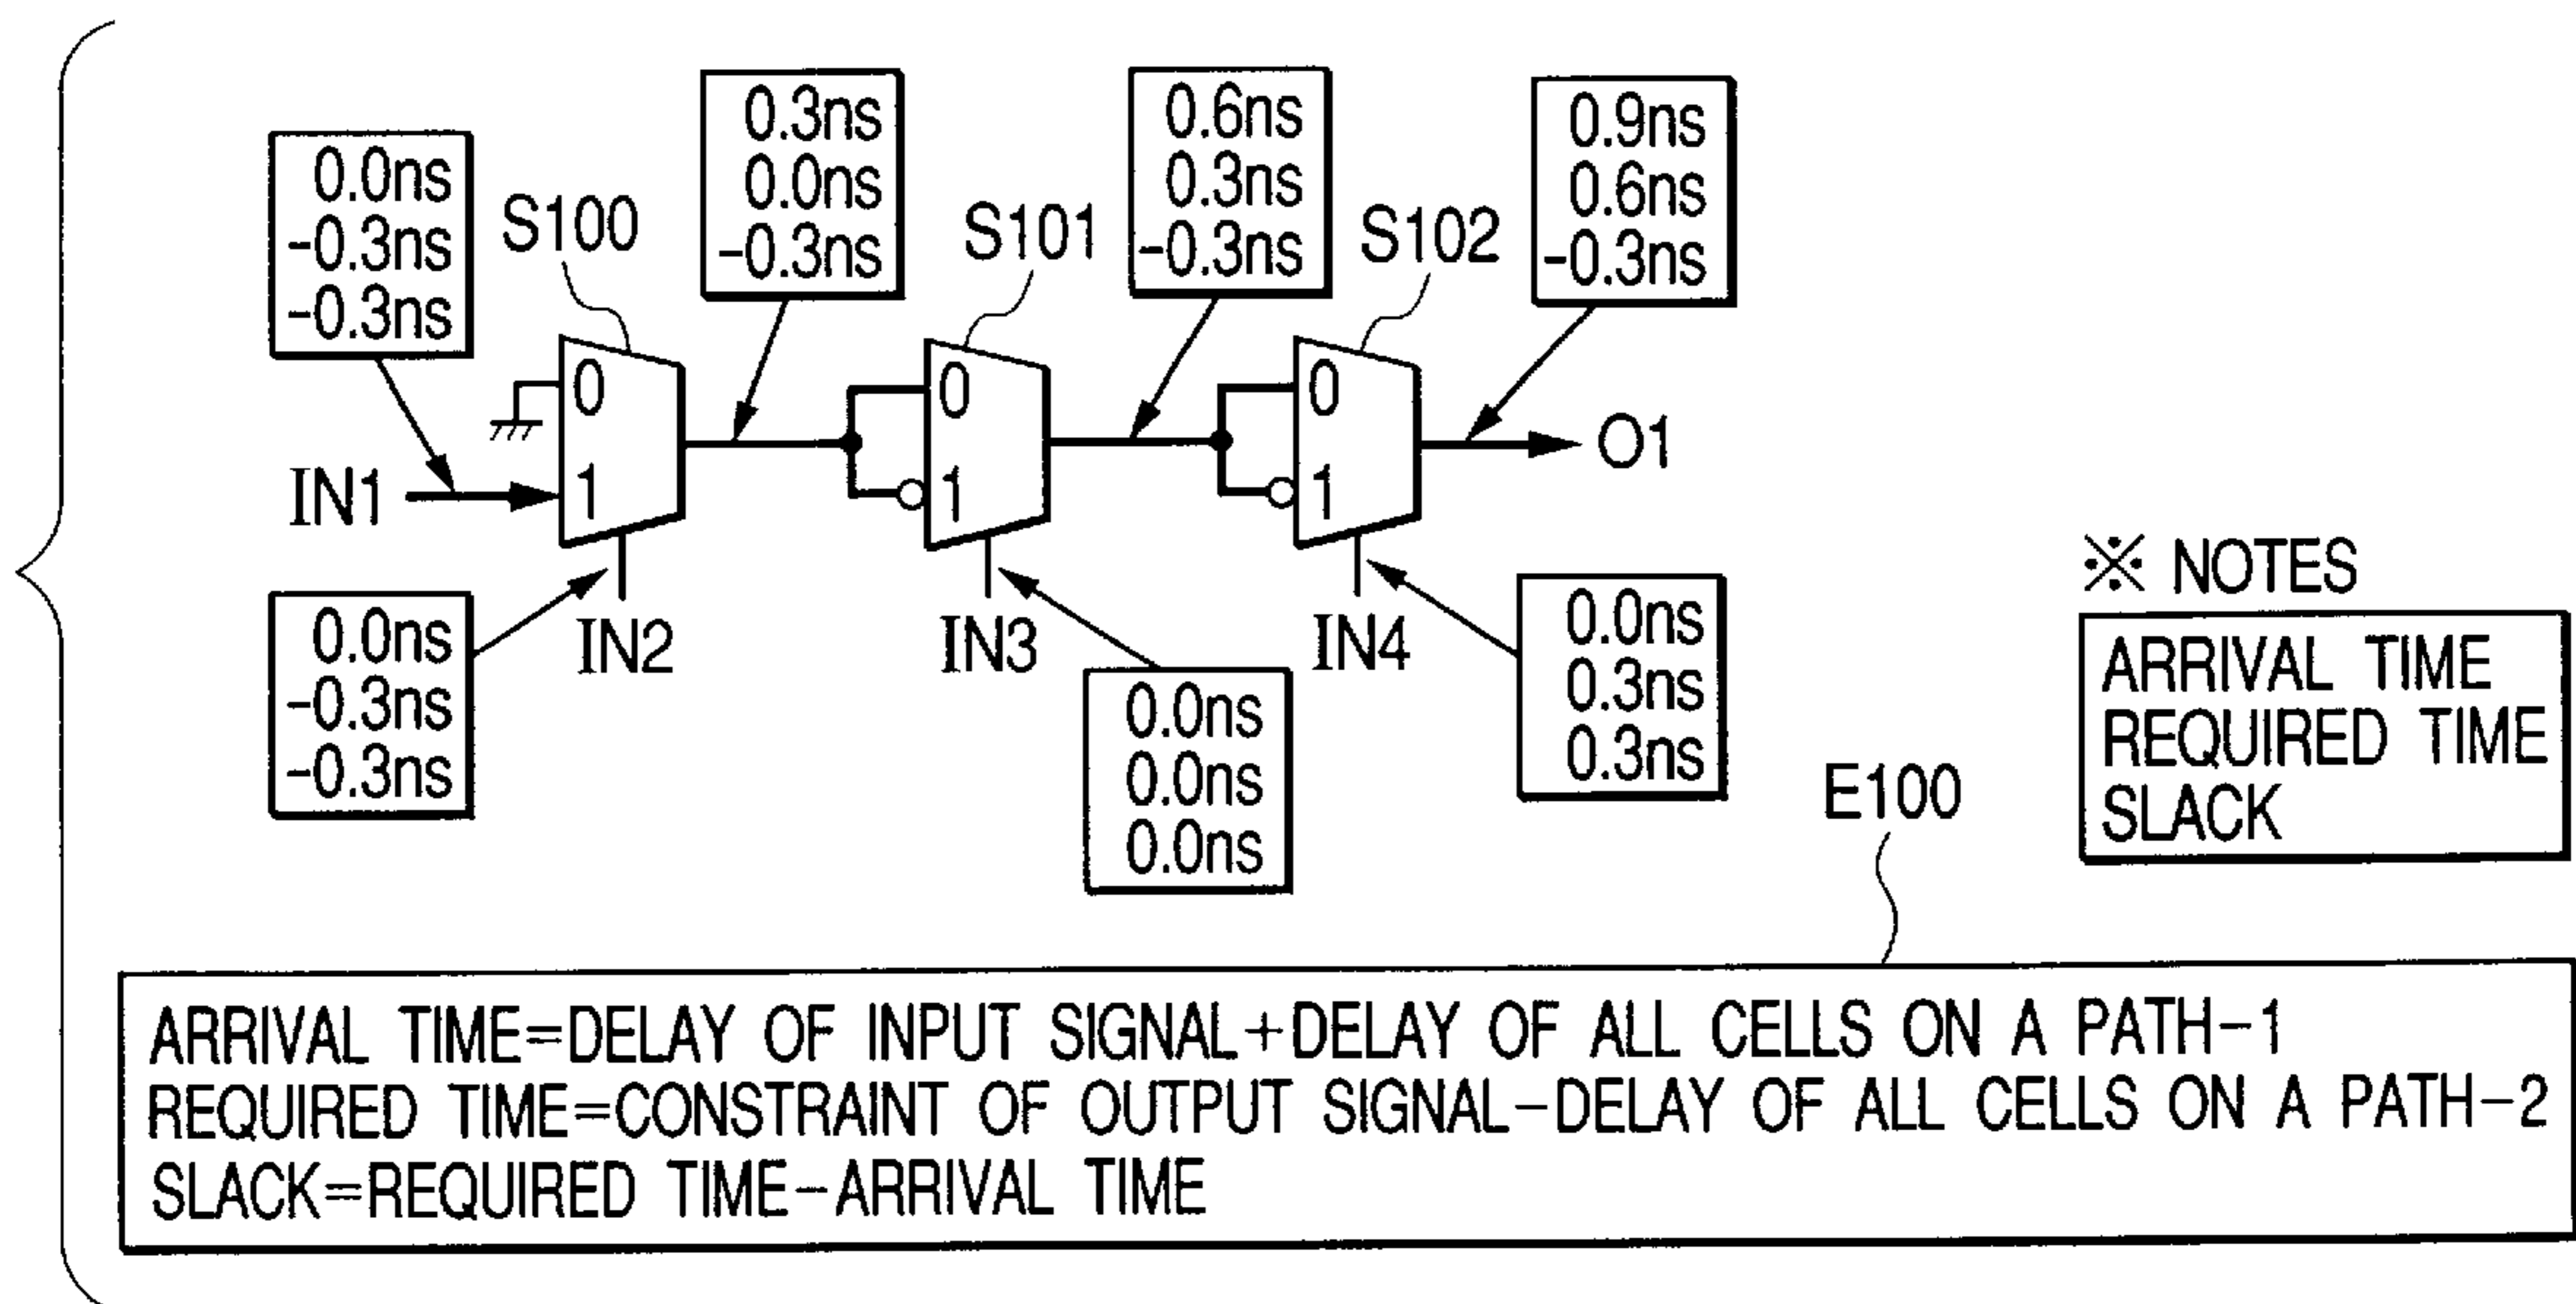 0.0ns
-0.3ns
-0.3ns
S100
0.3ns
0.0ns
-0.3ns
S101
0.6ns
0.3ns
-0.3ns
S102
0.9ns
0.6ns
-0.3ns
0
1
0
1
0
1
IN1
O1
0.0ns
-0.3ns
-0.3ns
IN2
IN3
0.0ns
0.0ns
0.0ns
IN4
0.0ns
0.3ns
0.3ns
※ NOTES
ARRIVAL TIME
REQUIRED TIME
SLACK
E100
ARRIVAL TIME=DELAY OF INPUT SIGNAL+DELAY OF ALL CELLS ON A PATH-1
REQUIRED TIME=CONSTRAINT OF OUTPUT SIGNAL-DELAY OF ALL CELLS ON A PATH-2
SLACK=REQUIRED TIME-ARRIVAL TIME